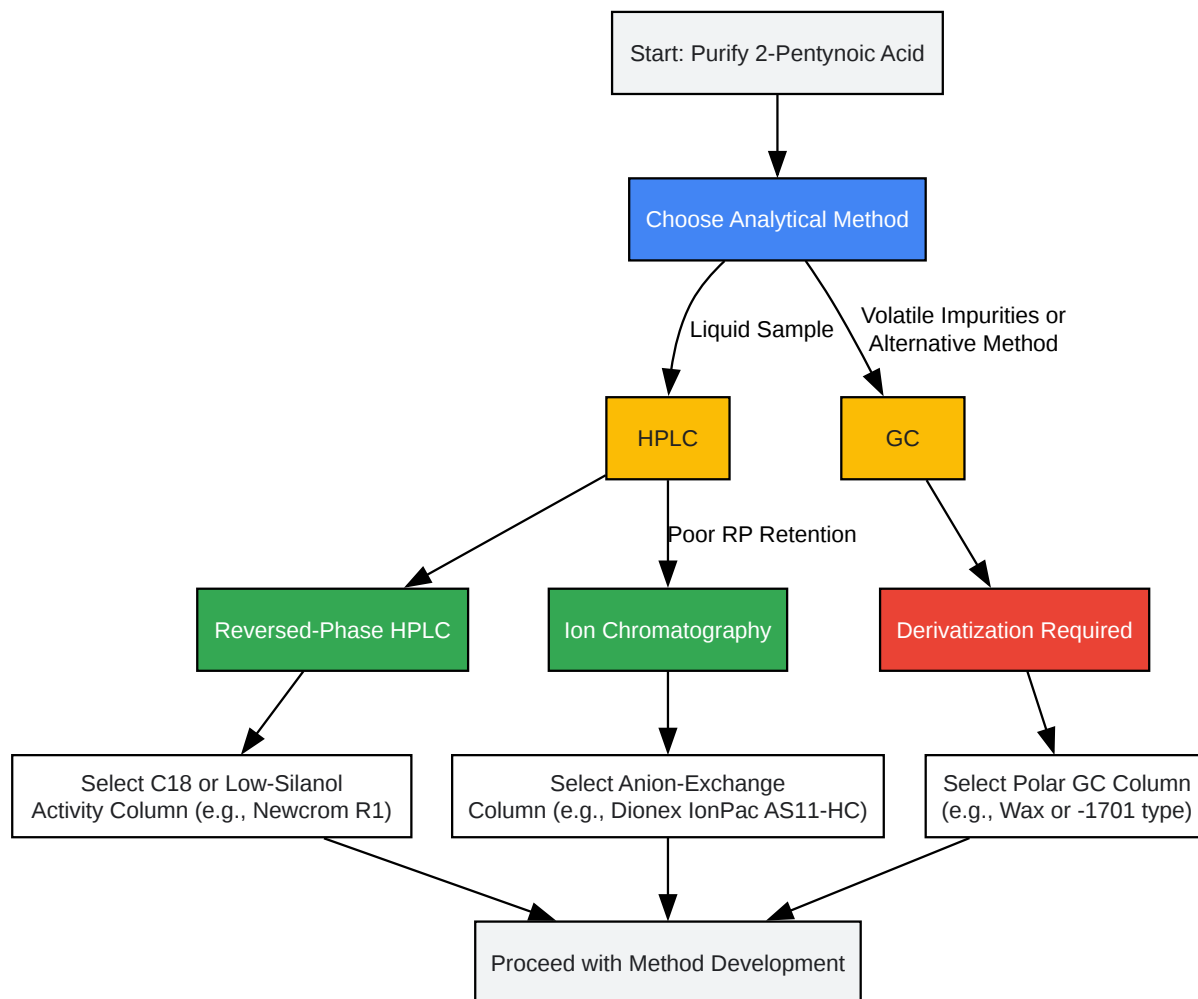 Start: Purify 2-Pentynoic Acid
Choose Analytical Method
Liquid Sample
Volatile Impurities or
Alternative Method
HPLC
GC
Poor RP Retention
Reversed-Phase HPLC
Ion Chromatography
Derivatization Required
Select C18 or Low-Silanol
Activity Column (e.g., Newcrom R1)
Select Anion-Exchange
Column (e.g., Dionex IonPac AS11-HC)
Select Polar GC Column
(e.g., Wax or -1701 type)
Proceed with Method Development